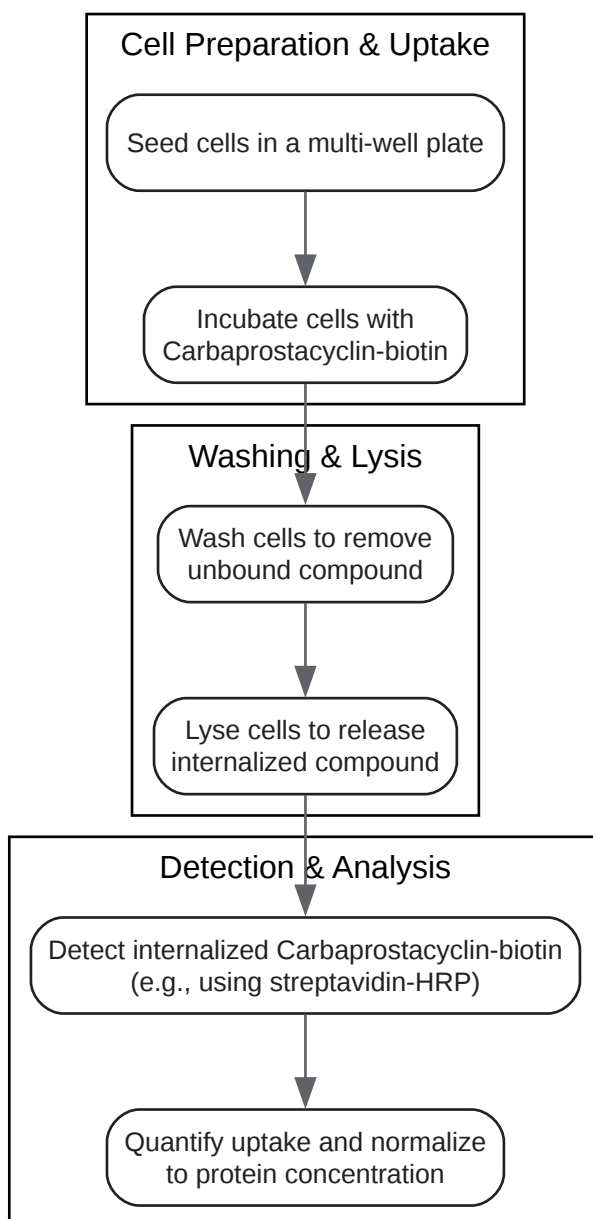 Cell Preparation & Uptake
Seed cells in a multi-well plate
Incubate cells with
Carbaprostacyclin-biotin
Washing & Lysis
Wash cells to remove
unbound compound
Lyse cells to release
internalized compound
Detection & Analysis
Detect internalized Carbaprostacyclin-biotin
(e.g., using streptavidin-HRP)
Quantify uptake and normalize
to protein concentration